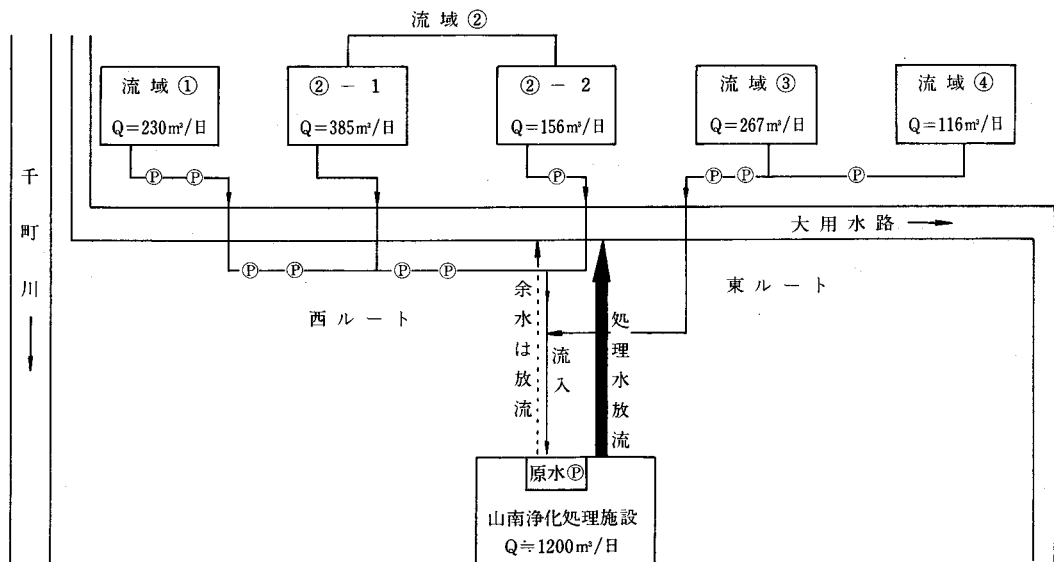 流域②
流域①
Q=230m³/日
②-1
Q=385m³/日
②-2
Q=156m³/日
流域③
Q=267m³/日
流域④
Q=116m³/日
Ⓟ Ⓟ
Ⓟ
Ⓟ Ⓟ
Ⓟ
千町川
大用水路
Ⓟ Ⓟ
Ⓟ Ⓟ
西ルート
東ルート
余水は放流
流入
処理水放流
原水Ⓟ
山南浄化処理施設
Q≒1200m³/日